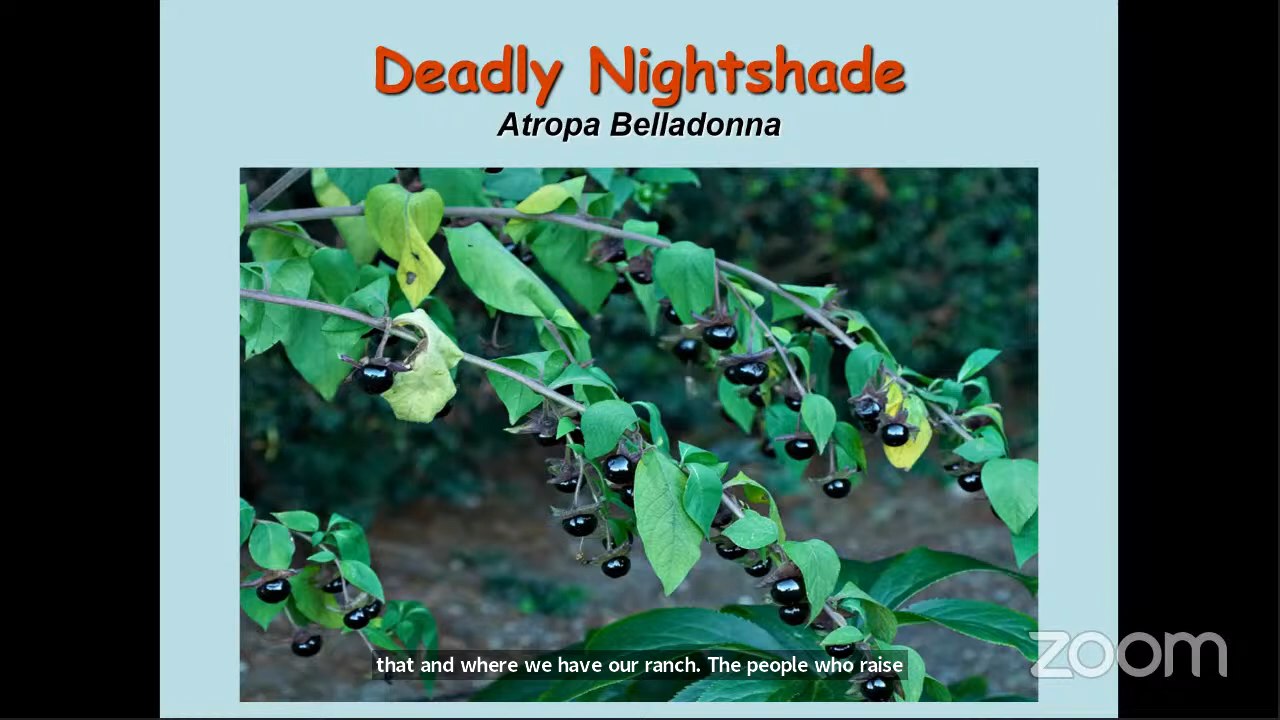 Deadly Nightshade
Atropa Belladonna
that and where we have our ranch. The people who raise
zoom